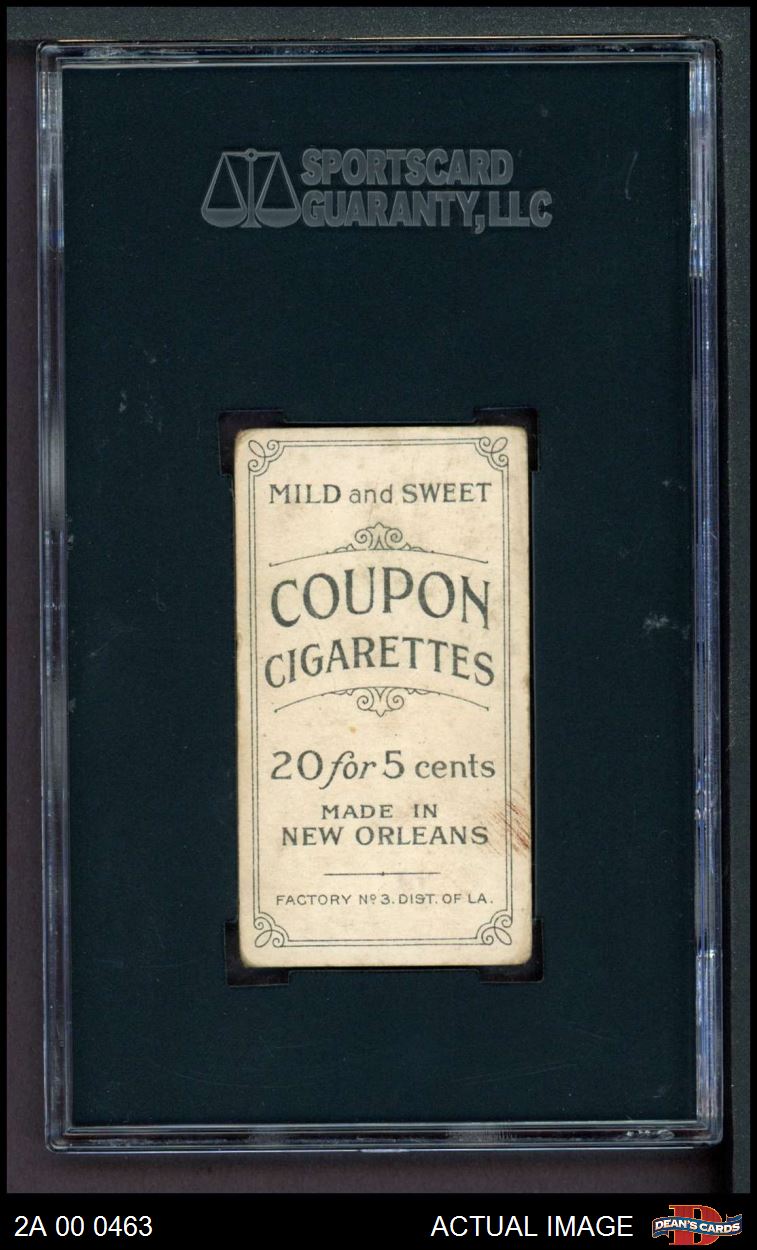 SPORTSCARD
GUARANTY, LLC
MILD and SWEET
COUPON
CIGARETTES
20 for 5 cents
MADE IN
NEW ORLEANS
FACTORY Nº 3. DIST. OF LA.
2A 00 0463
ACTUAL IMAGE
D
DEAN'S CARDS